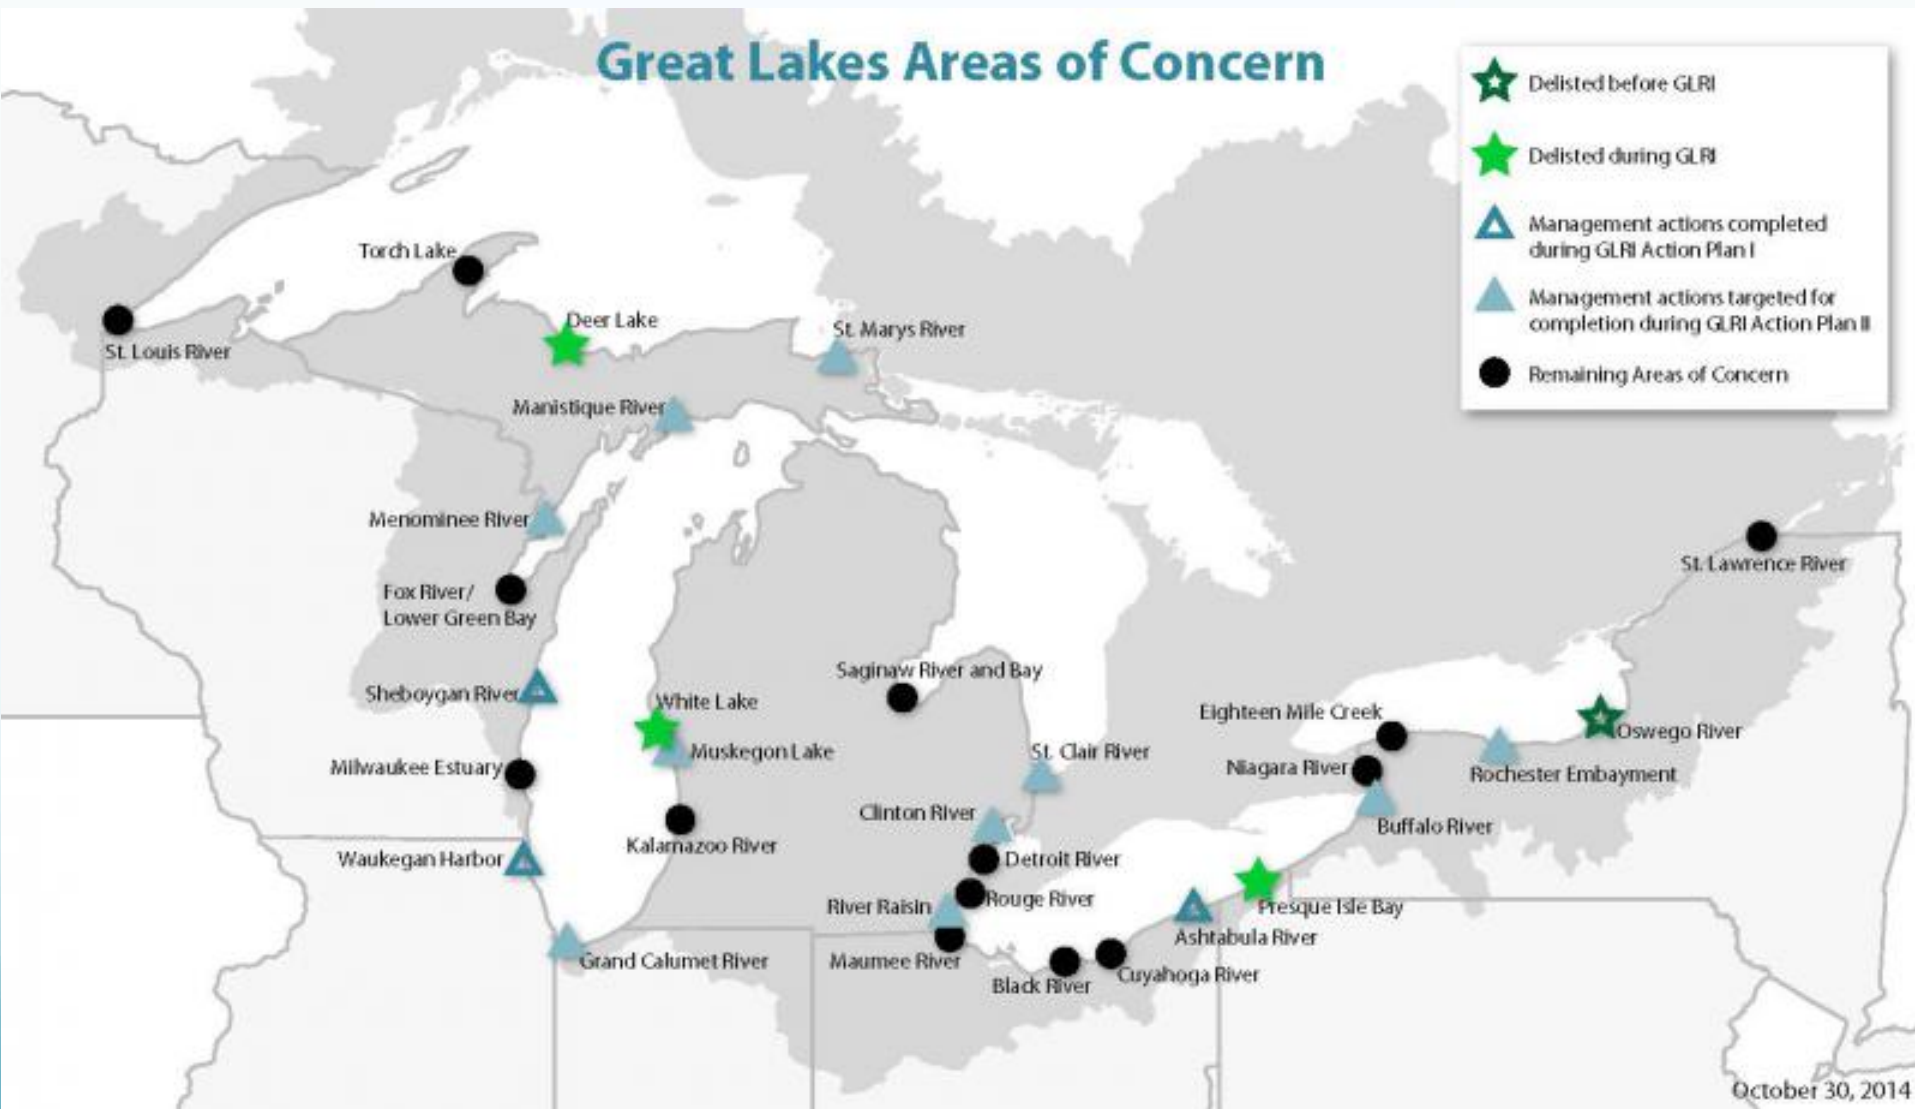 Great Lakes Areas of Concern
Delisted before GLRI
Delisted during GLRI
Management actions completed
during GLRI Action Plan I
Management actions targeted for
completion during GLRI Action Plan II
Remaining Areas of Concern
Torch Lake
Deer Lake
St. Marys River
St. Louis River
Manistique River
Menominee River
St. Lawrence River
Fox River/
Lower Green Bay
Saginaw River and Bay
Sheboygan River
White Lake
Eighteen Mile Creek
Oswego River
Muskegon Lake
St. Clair River
Milwaukee Estuary
Niagara River
Rochester Embayment
Clinton River
Buffalo River
Kalamazoo River
Waukegan Harbor
Detroit River
Rouge River
River Raisin
Presque Isle Bay
Ashtabula River
Grand Calumet River
Maumee River
Cuyahoga River
Black River
October 30, 2014